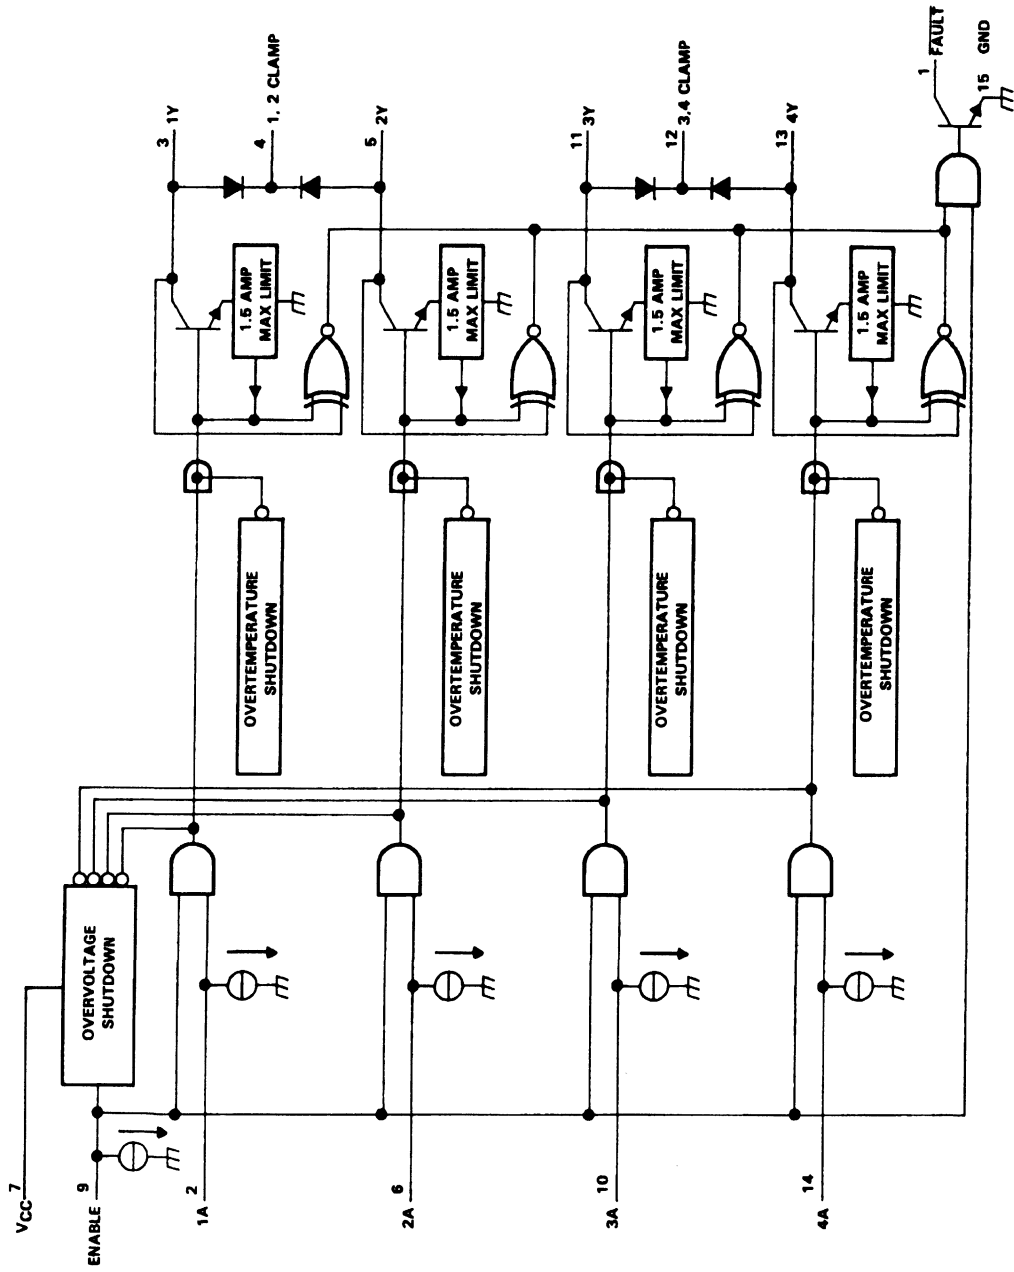 VCC 7
ENABLE 9
OVERVOLTAGE
SHUTDOWN
1A 2
2A 6
3A 10
4A 14
OVERTEMPERATURE
SHUTDOWN
OVERTEMPERATURE
SHUTDOWN
OVERTEMPERATURE
SHUTDOWN
OVERTEMPERATURE
SHUTDOWN
1.5 AMP
MAX LIMIT
1.5 AMP
MAX LIMIT
1.5 AMP
MAX LIMIT
1.5 AMP
MAX LIMIT
3 1Y
4 1, 2 CLAMP
5 2Y
11 3Y
12 3,4 CLAMP
13 4Y
1 FAULT
15 GND